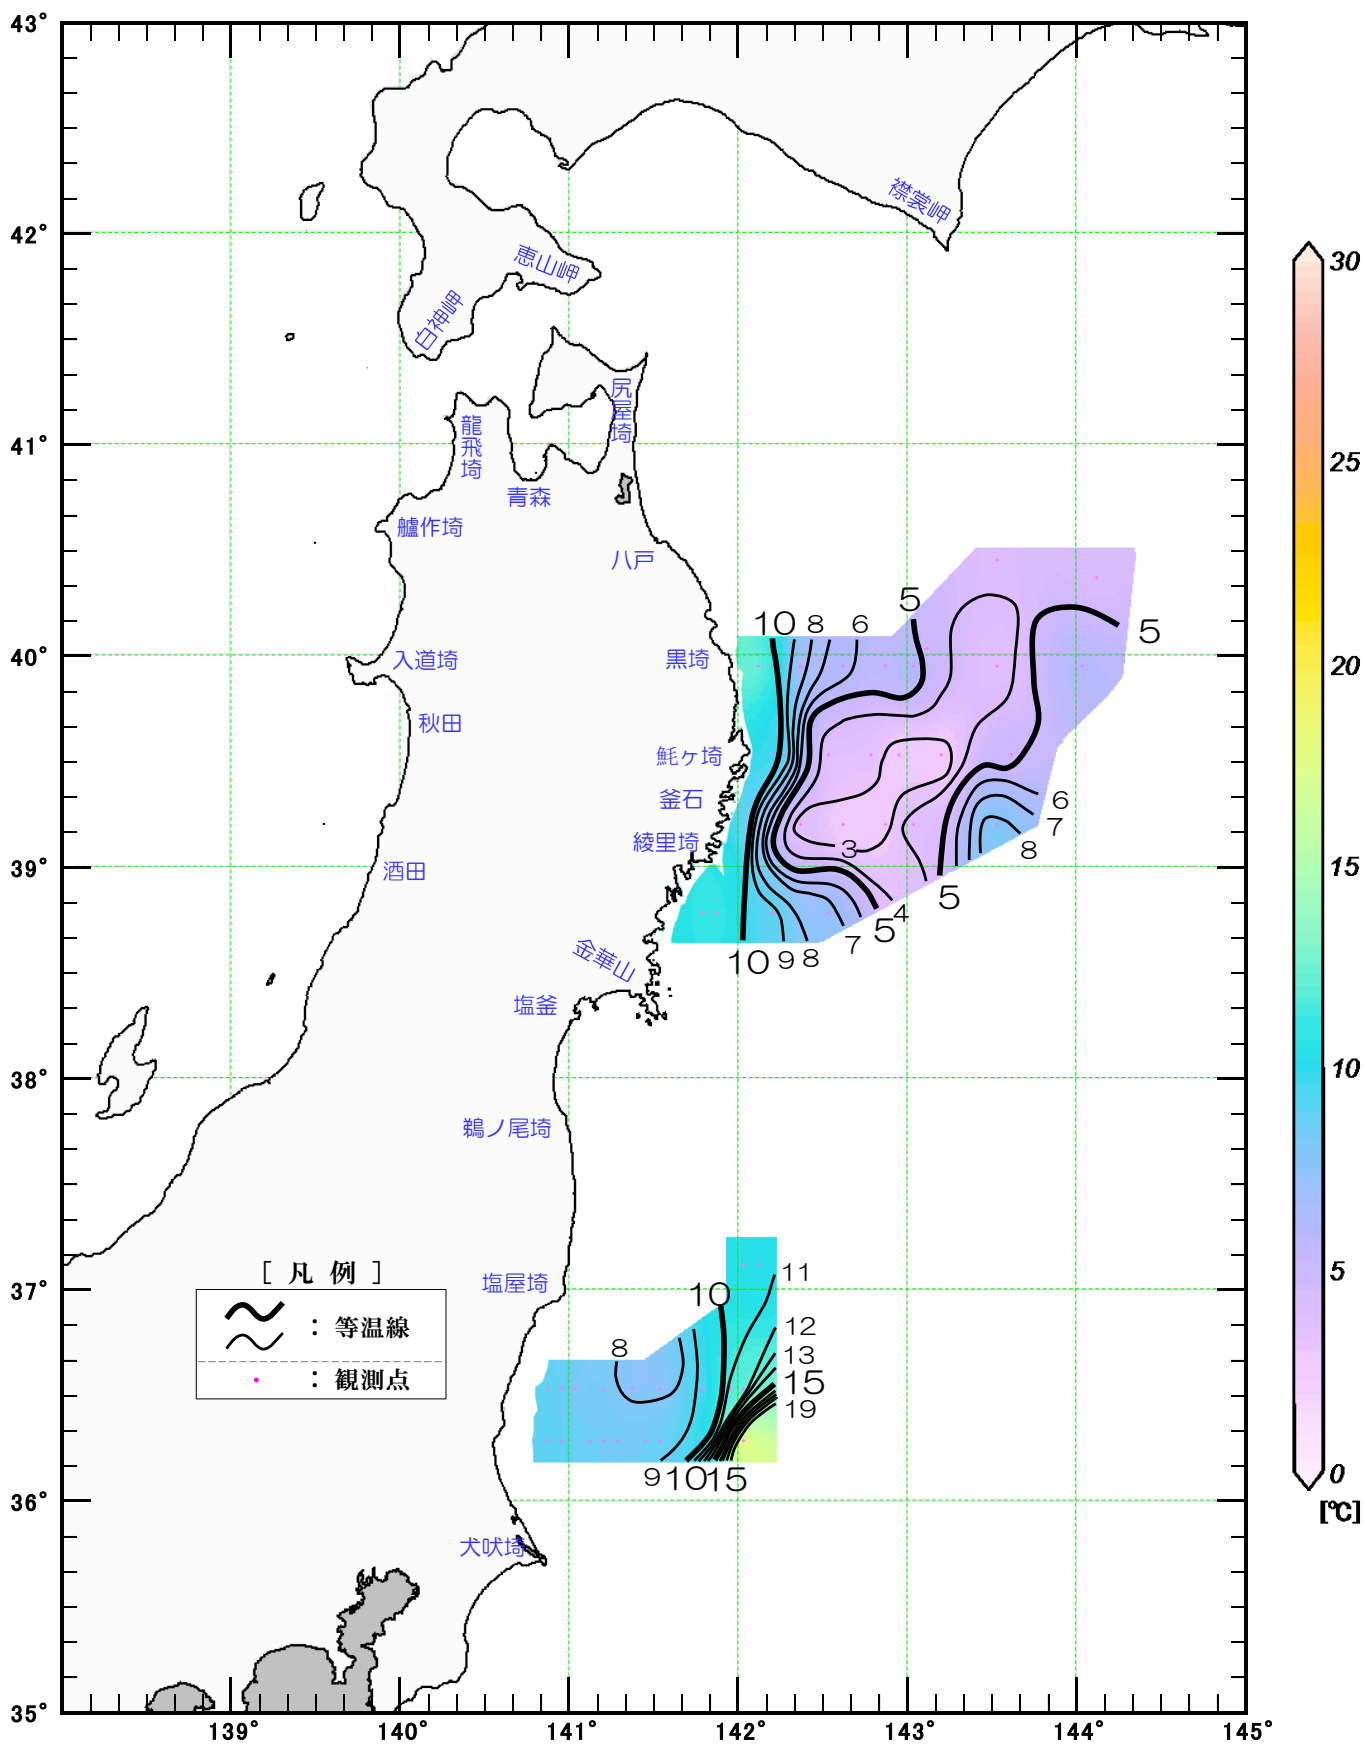 43°
42°
41°
40°
39°
38°
37°
36°
35°
139°
140°
141°
142°
143°
144°
145°
襟裳岬
恵山岬
白神岬
尻屋埼
龍飛埼
青森
艫作埼
八戸
入道埼
黒埼
秋田
魹ヶ埼
釜石
綾里埼
酒田
金華山
塩釜
鵜ノ尾埼
塩屋埼
犬吠埼
10
8
6
5
5
6
7
8
3
5
4
5
7
8
9
10
11
10
12
8
13
15
19
9
10
15
[ 凡 例 ]
: 等温線
: 観測点
30
25
20
15
10
5
0
[℃]